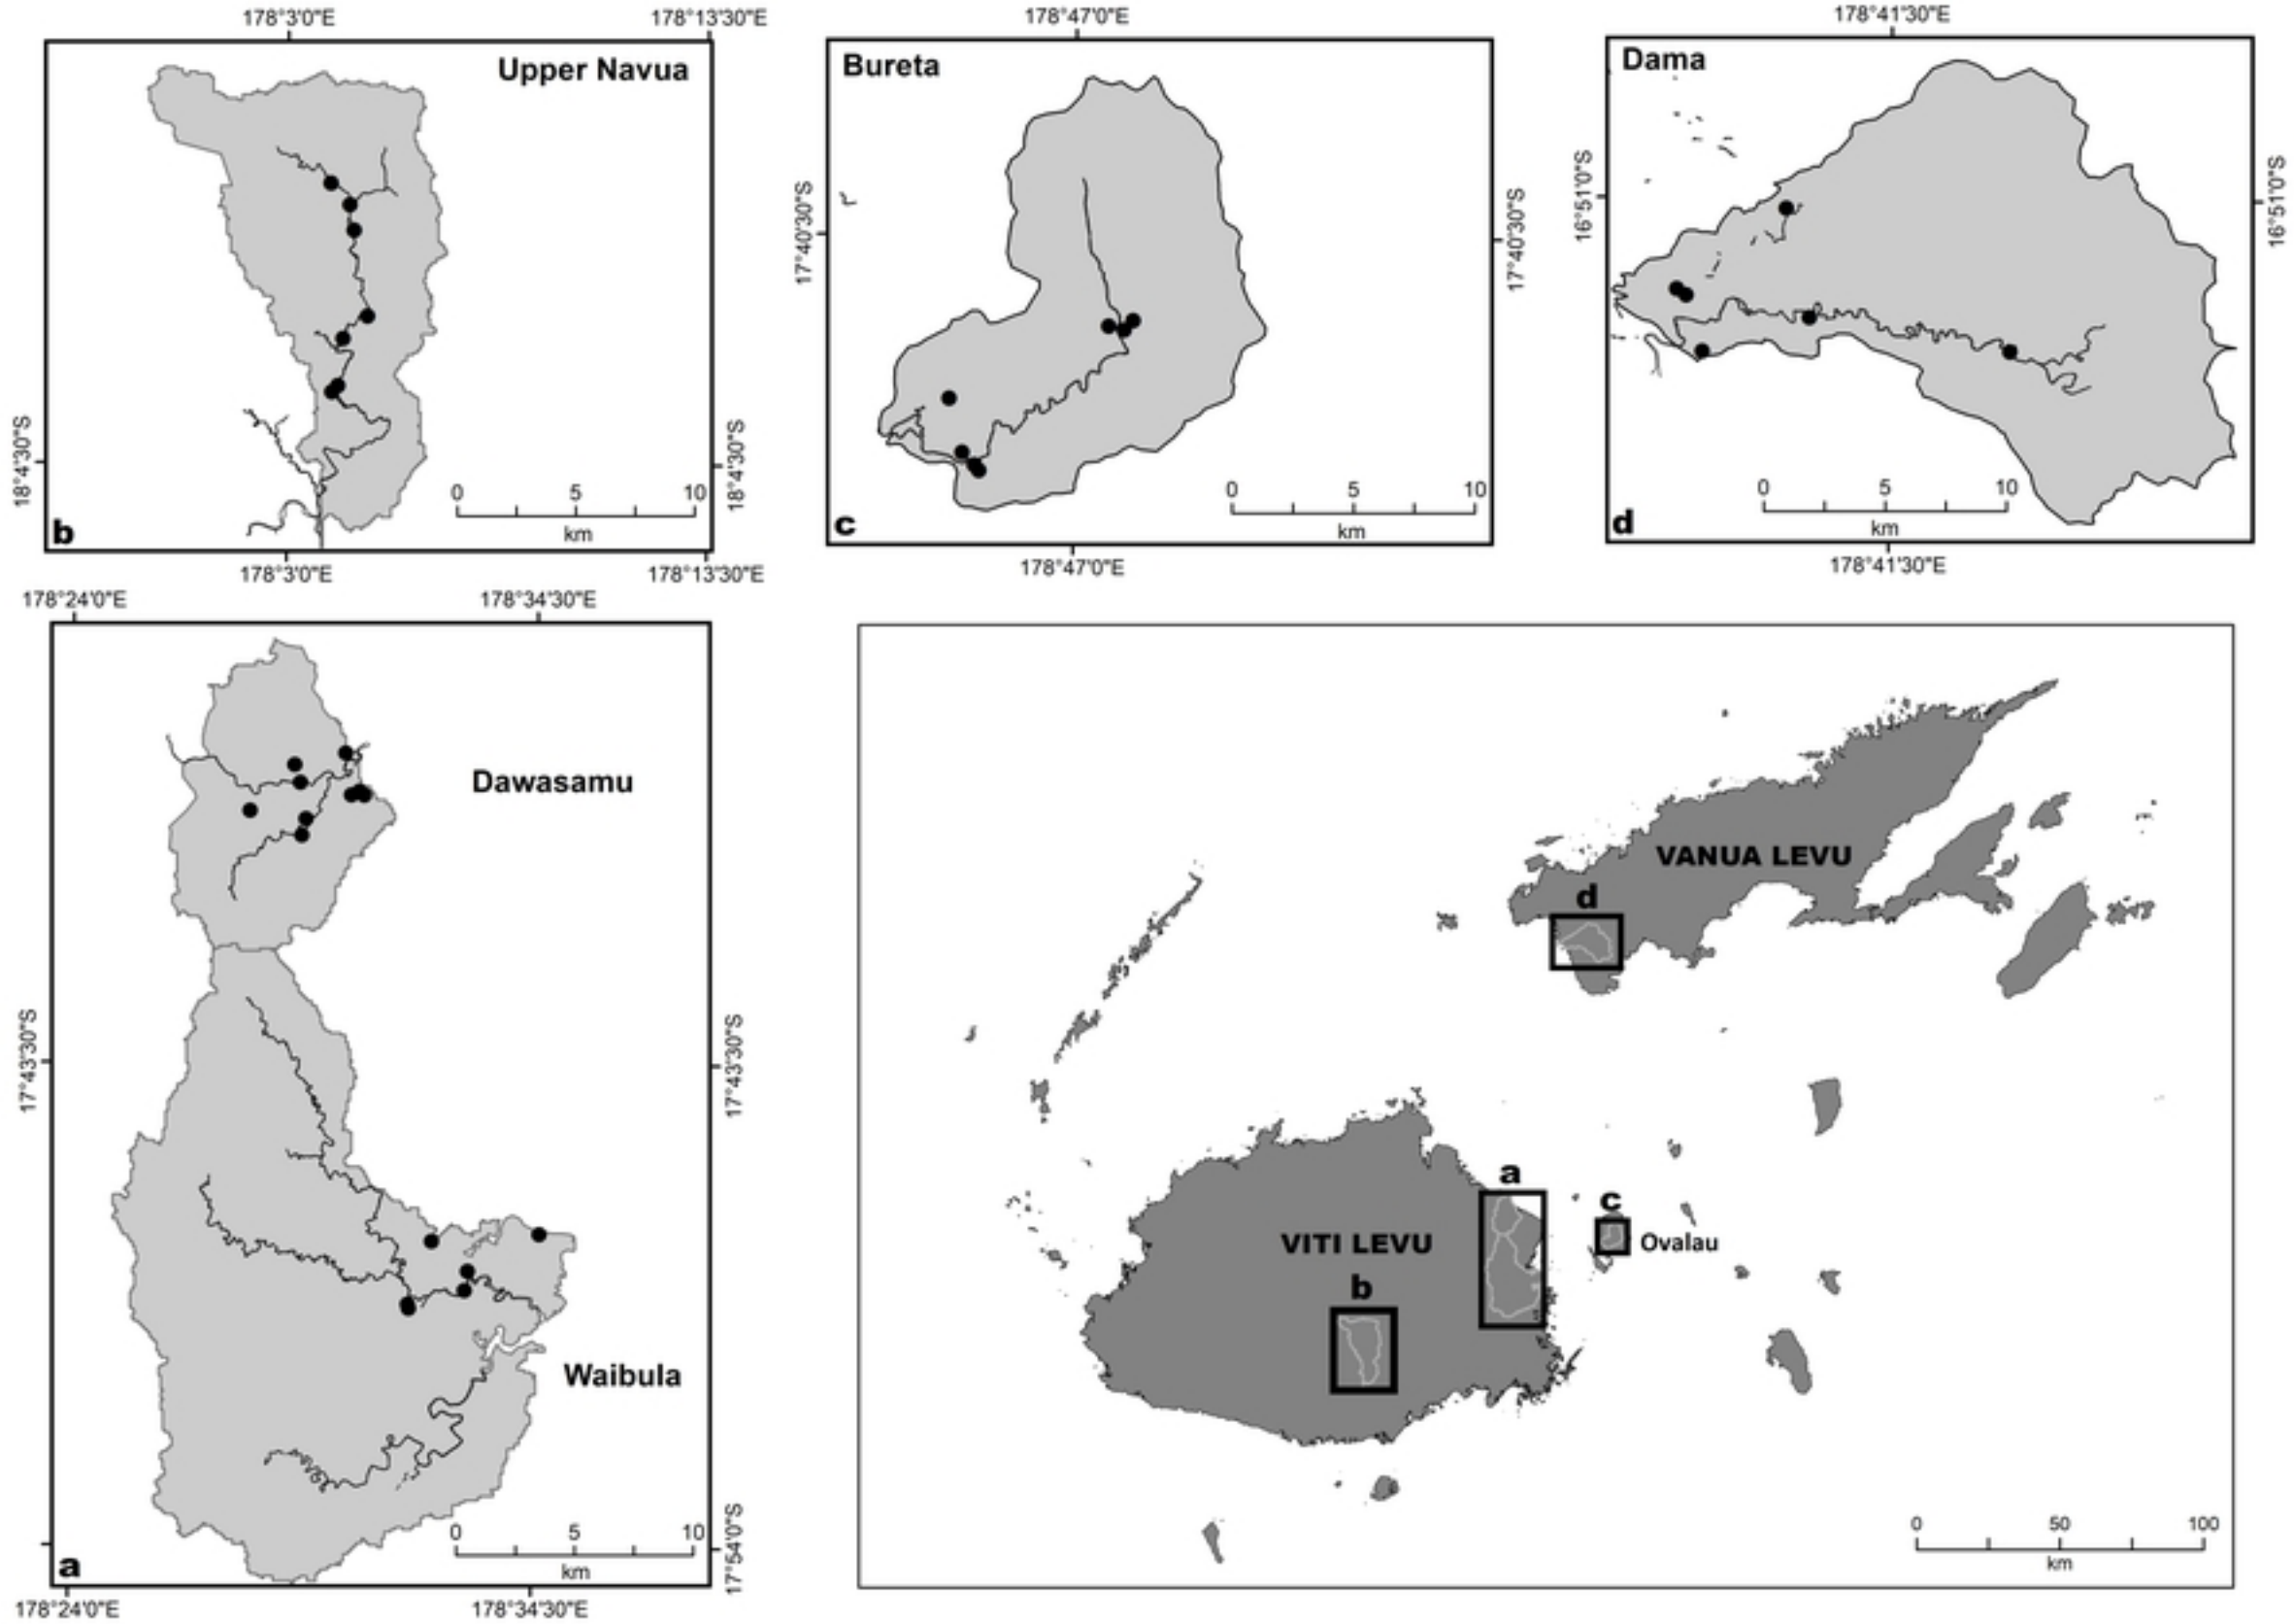 178°3'0"E
178°13'30"E
Upper Navua
18°4'30"S
18°4'30"S
0 5 10
km
b
178°3'0"E
178°13'30"E
178°47'0"E
Bureta
17°40'30"S
17°40'30"S
0 5 10
km
c
178°47'0"E
178°41'30"E
Dama
16°51'0"S
16°51'0"S
0 5 10
km
d
178°41'30"E
178°24'0"E
178°34'30"E
Dawasamu
17°43'30"S
17°43'30"S
Waibula
0 5 10
km
17°54'0"S
a
178°24'0"E
178°34'30"E
VANUA LEVU
d
a
c
VITI LEVU
Ovalau
b
0 50 100
km